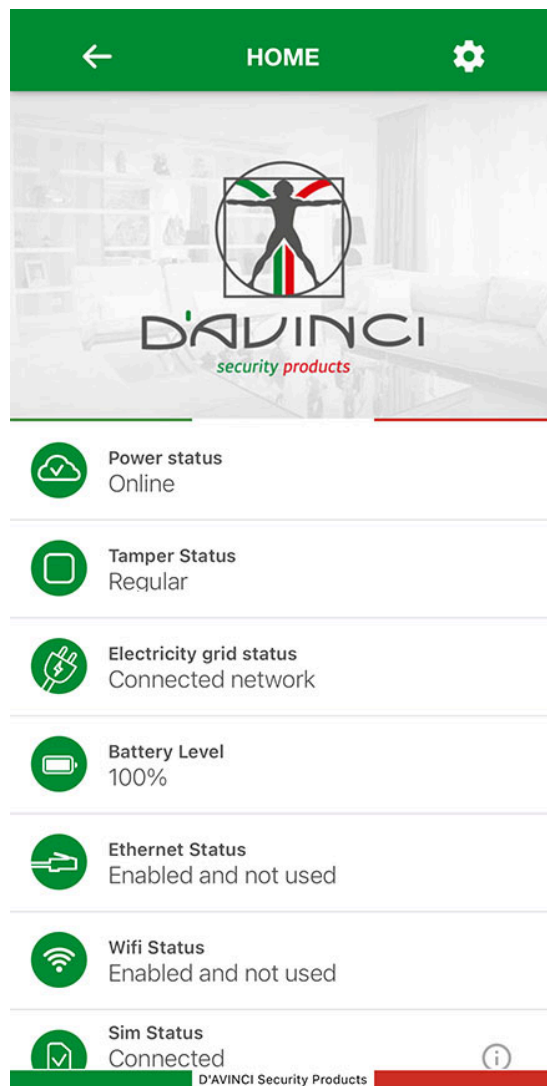 HOME
D'AVINCI
security products
Power status
Online
Tamper Status
Regular
Electricity grid status
Connected network
Battery Level
100%
Ethernet Status
Enabled and not used
Wifi Status
Enabled and not used
Sim Status
Connected
D'AVINCI Security Products